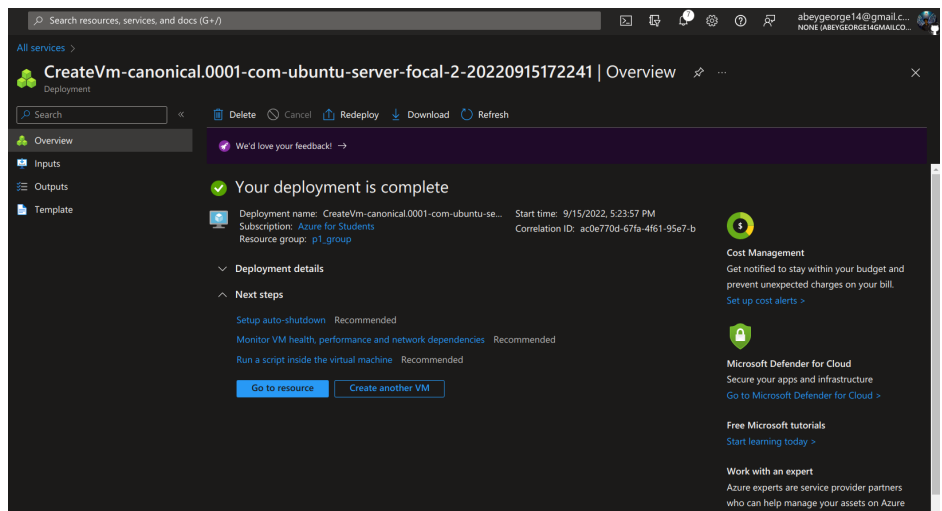 Search resources, services, and docs (G+/)
7
abeygeorge14@gmail.c...
NONE (ABEYGEORGE14GMAILCO...
All services >
CreateVm-canonical.0001-com-ubuntu-server-focal-2-20220915172241 | Overview
Deployment
Search
Delete Cancel Redeploy Download Refresh
Overview
Inputs
Outputs
Template
We'd love your feedback! →
Your deployment is complete
Deployment name: CreateVm-canonical.0001-com-ubuntu-se...
Subscription: Azure for Students
Resource group: p1_group
Start time: 9/15/2022, 5:23:57 PM
Correlation ID: ac0e770d-67fa-4f61-95e7-b
Deployment details
Next steps
Setup auto-shutdown Recommended
Monitor VM health, performance and network dependencies Recommended
Run a script inside the virtual machine Recommended
Go to resource Create another VM
Cost Management
Get notified to stay within your budget and
prevent unexpected charges on your bill.
Set up cost alerts >
Microsoft Defender for Cloud
Secure your apps and infrastructure
Go to Microsoft Defender for Cloud >
Free Microsoft tutorials
Start learning today >
Work with an expert
Azure experts are service provider partners
who can help manage your assets on Azure